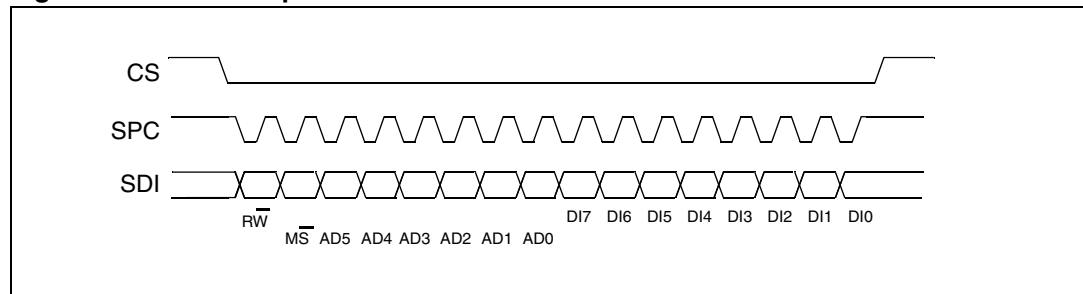 CS
SPC
SDI
RW̅ DI7 DI6 DI5 DI4 DI3 DI2 DI1 DI0
MS̅ AD5 AD4 AD3 AD2 AD1 AD0